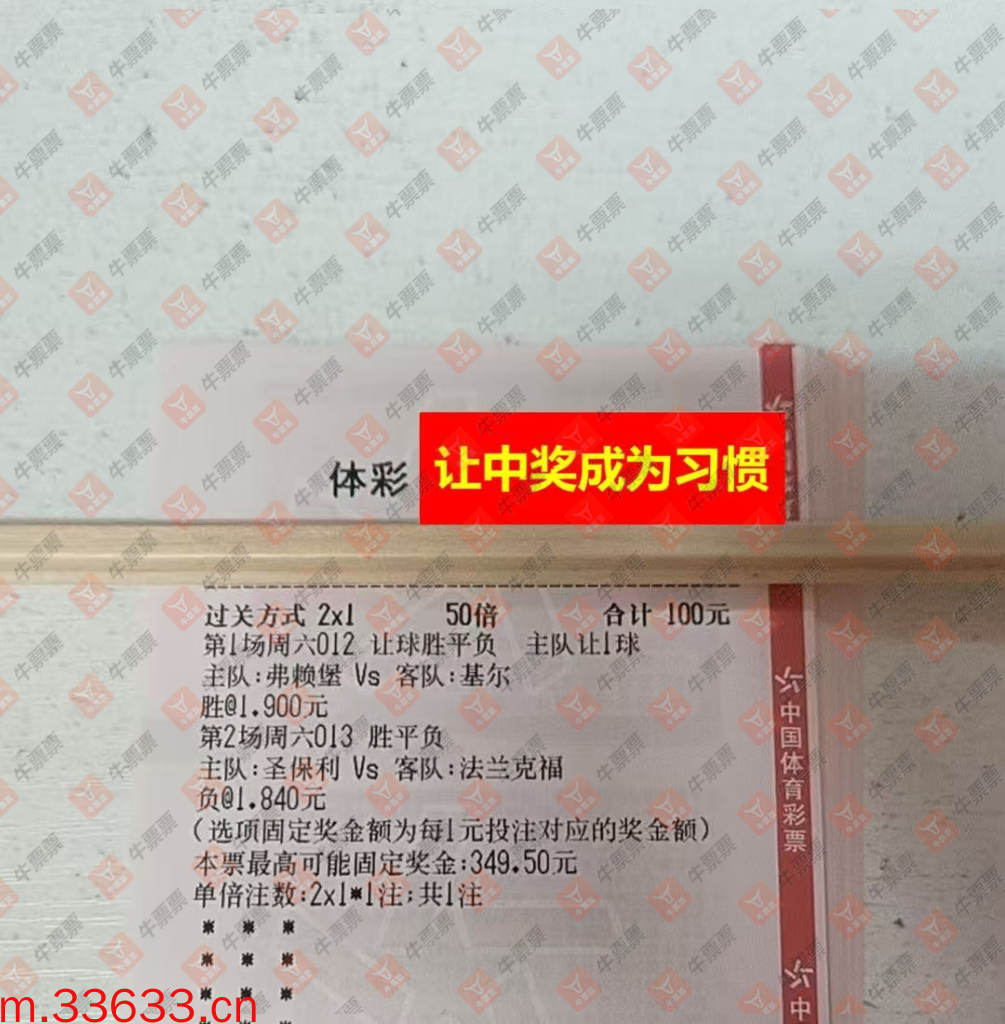 体彩 让中奖成为习惯
过关方式 2x1 50倍 合计 100元
第1场周六012 让球胜平负 主队让1球
主队:弗赖堡 Vs 客队:基尔
胜@1.900元
第2场周六013 胜平负
主队:圣保利 Vs 客队:法兰克福
负@1.840元
(选项固定奖金额为每1元投注对应的奖金额)
本票最高可能固定奖金:349.50元
单倍注数:2x1*1注;共1注
* * *
* * *
* * *
中国体育彩票
中
牛票票
m.33633.cn